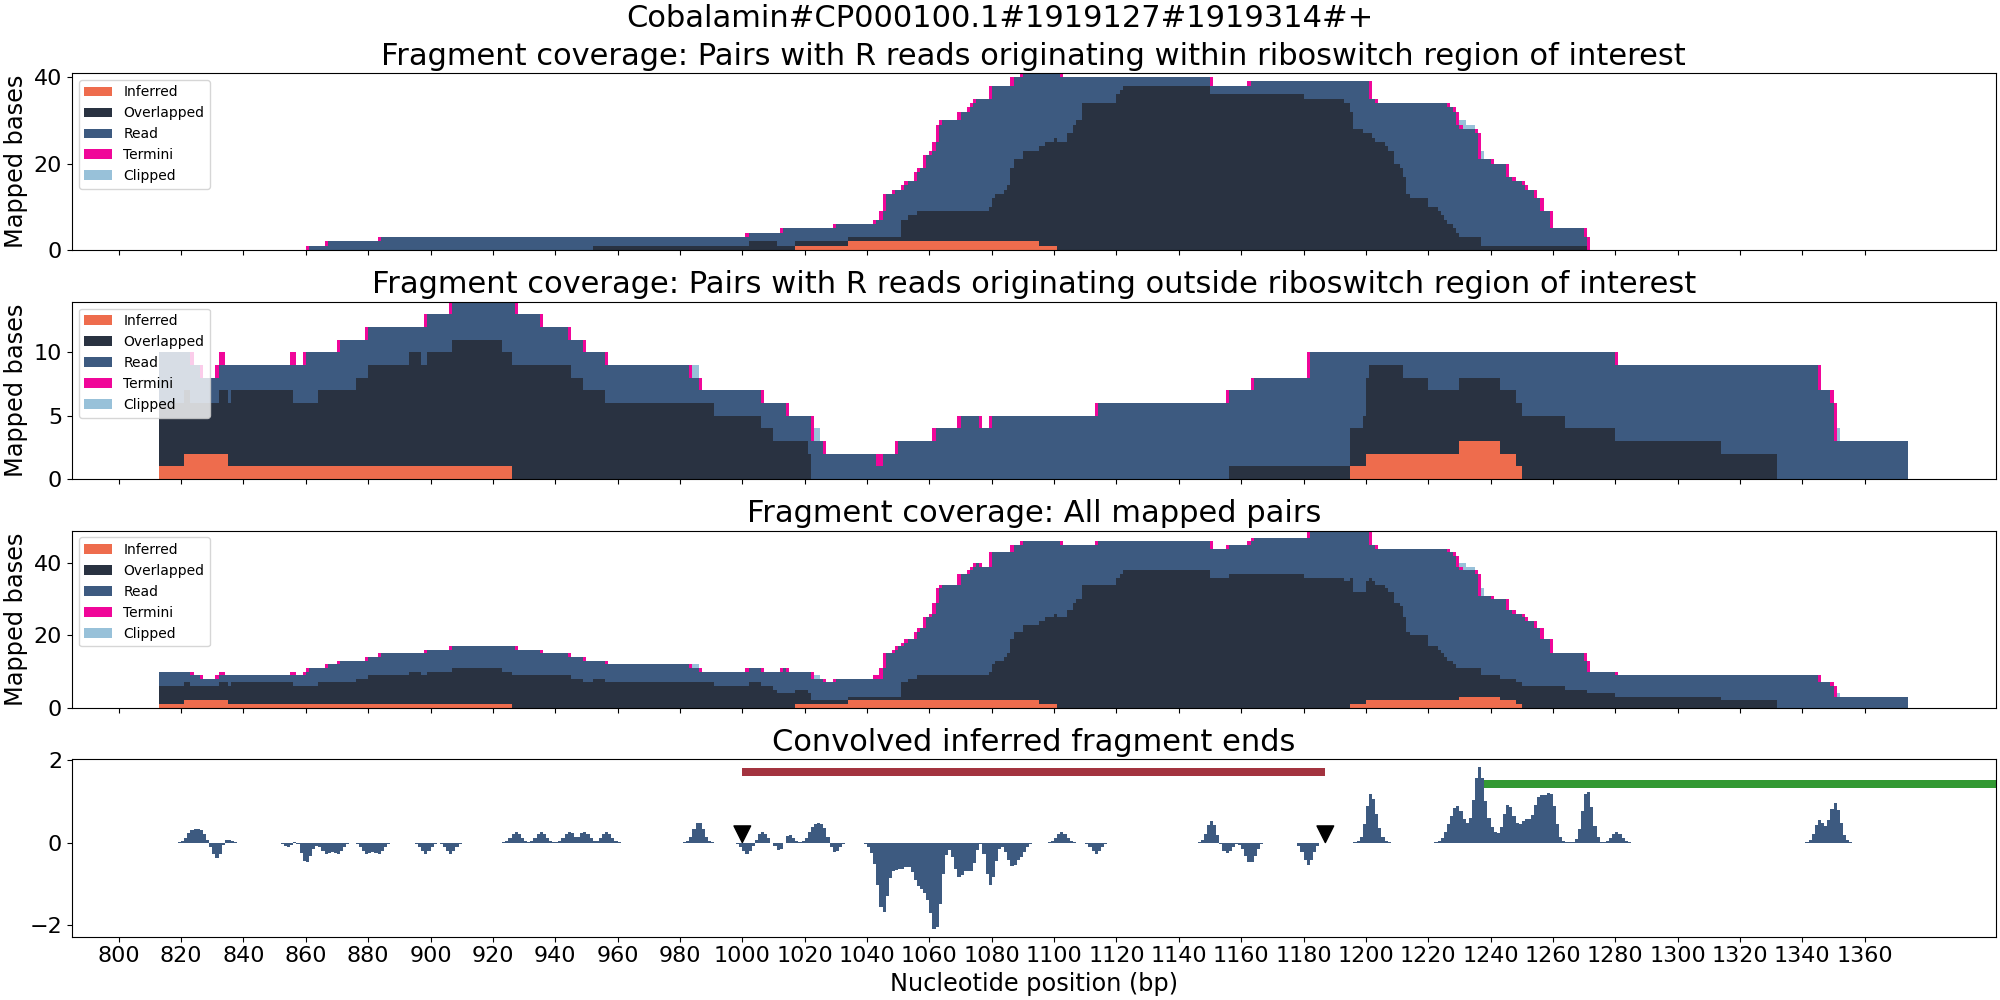 Cobalamin#CP000100.1#1919127#1919314#+
Fragment coverage: Pairs with R reads originating within riboswitch region of interest
Mapped bases
40
20
0
Inferred
Overlapped
Read
Termini
Clipped
Fragment coverage: Pairs with R reads originating outside riboswitch region of interest
Mapped bases
10
5
0
Inferred
Overlapped
Read
Termini
Clipped
Fragment coverage: All mapped pairs
Mapped bases
40
20
0
Inferred
Overlapped
Read
Termini
Clipped
Convolved inferred fragment ends
2
0
−2
800 820 840 860 880 900 920 940 960 980 1000 1020 1040 1060 1080 1100 1120 1140 1160 1180 1200 1220 1240 1260 1280 1300 1320 1340 1360
Nucleotide position (bp)